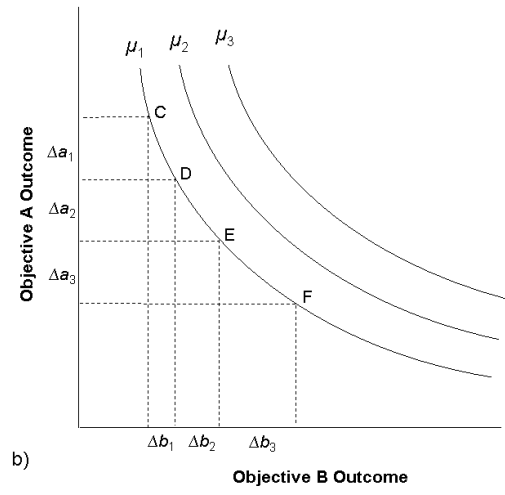 μ1 μ2 μ3
C
D
E
F
Δa1
Δa2
Δa3
Objective A Outcome
Δb1 Δb2 Δb3
b)
Objective B Outcome